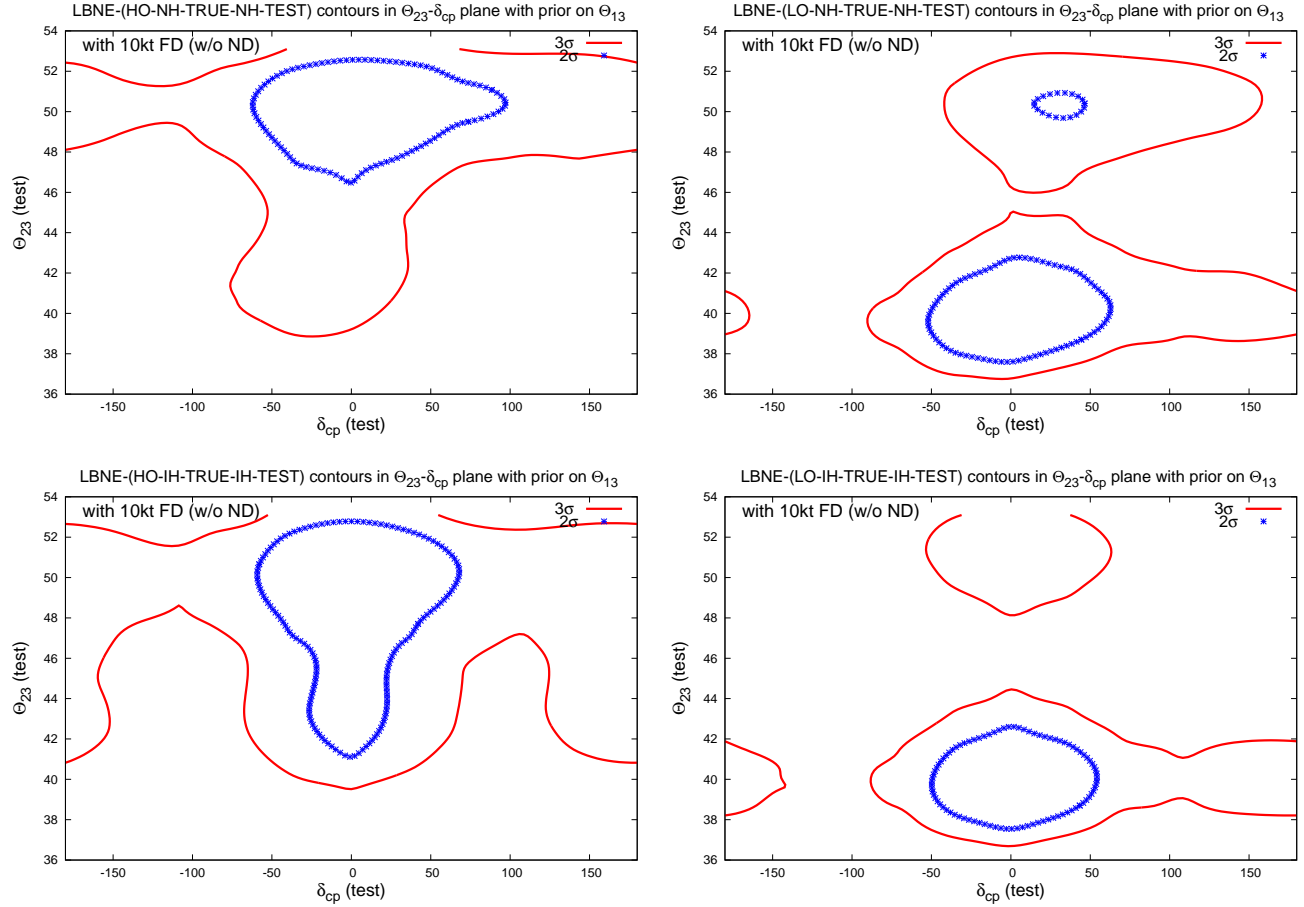 LBNE-(HO-NH-TRUE-NH-TEST) contours in Θ23-δcp plane with prior on Θ13
with 10kt FD (w/o ND)
3σ
2σ
54
52
50
48
46
44
42
40
38
36
Θ23 (test)
-150 -100 -50 0 50 100 150
δcp (test)
LBNE-(LO-NH-TRUE-NH-TEST) contours in Θ23-δcp plane with prior on Θ13
with 10kt FD (w/o ND)
3σ
2σ
54
52
50
48
46
44
42
40
38
36
Θ23 (test)
-150 -100 -50 0 50 100 150
δcp (test)
LBNE-(HO-IH-TRUE-IH-TEST) contours in Θ23-δcp plane with prior on Θ13
with 10kt FD (w/o ND)
3σ
2σ
54
52
50
48
46
44
42
40
38
36
Θ23 (test)
-150 -100 -50 0 50 100 150
δcp (test)
LBNE-(LO-IH-TRUE-IH-TEST) contours in Θ23-δcp plane with prior on Θ13
with 10kt FD (w/o ND)
3σ
2σ
54
52
50
48
46
44
42
40
38
36
Θ23 (test)
-150 -100 -50 0 50 100 150
δcp (test)